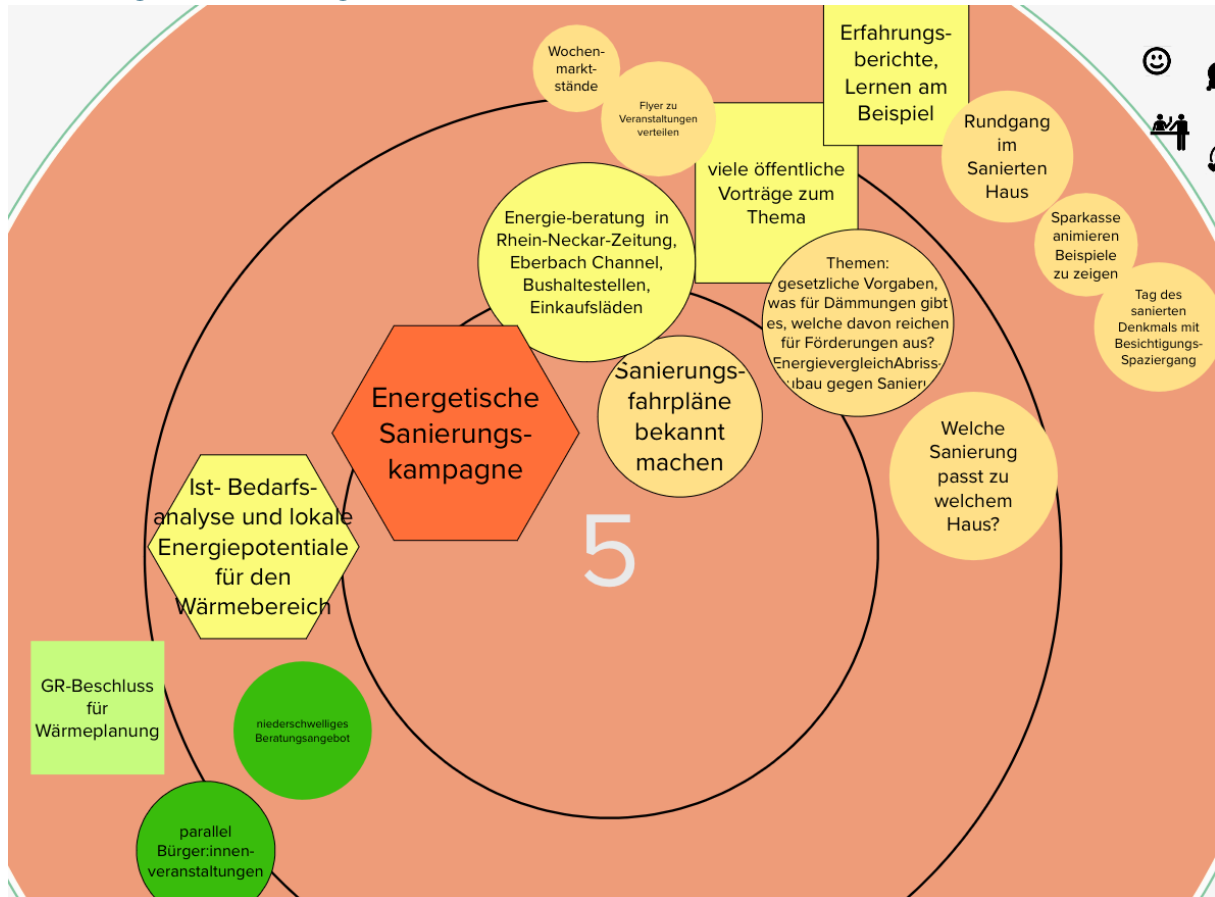 Wochen-
markt-
stände
Flyer zu
Veranstaltungen
verteilen
Erfahrungs-
berichte,
Lernen am
Beispiel
viele öffentliche
Vorträge zum
Thema
Rundgang
im
Sanierten
Haus
Sparkasse
animieren
Beispiele
zu zeigen
Tag des
sanierten
Denkmals mit
Besichtigungs-
Spaziergang
Energie-beratung in
Rhein-Neckar-Zeitung,
Eberbach Channel,
Bushaltestellen,
Einkaufsläden
Themen:
gesetzliche Vorgaben,
was für Dämmungen gibt
es, welche davon reichen
für Förderungen aus?
EnergievergleichAbriss-
gegen
Energetische
Sanierungs-
kampagne
Sanierungs-
fahrpläne
bekannt
machen
Welche
Sanierung
passt zu
welchem
Haus?
Ist- Bedarfs-
analyse und lokale
Energiepotentiale
für den
Wärmebereich
5
GR-Beschluss
für
Wärmeplanung
niederschwelliges
Beratungsangebot
parallel
Bürger:innen-
veranstaltungen